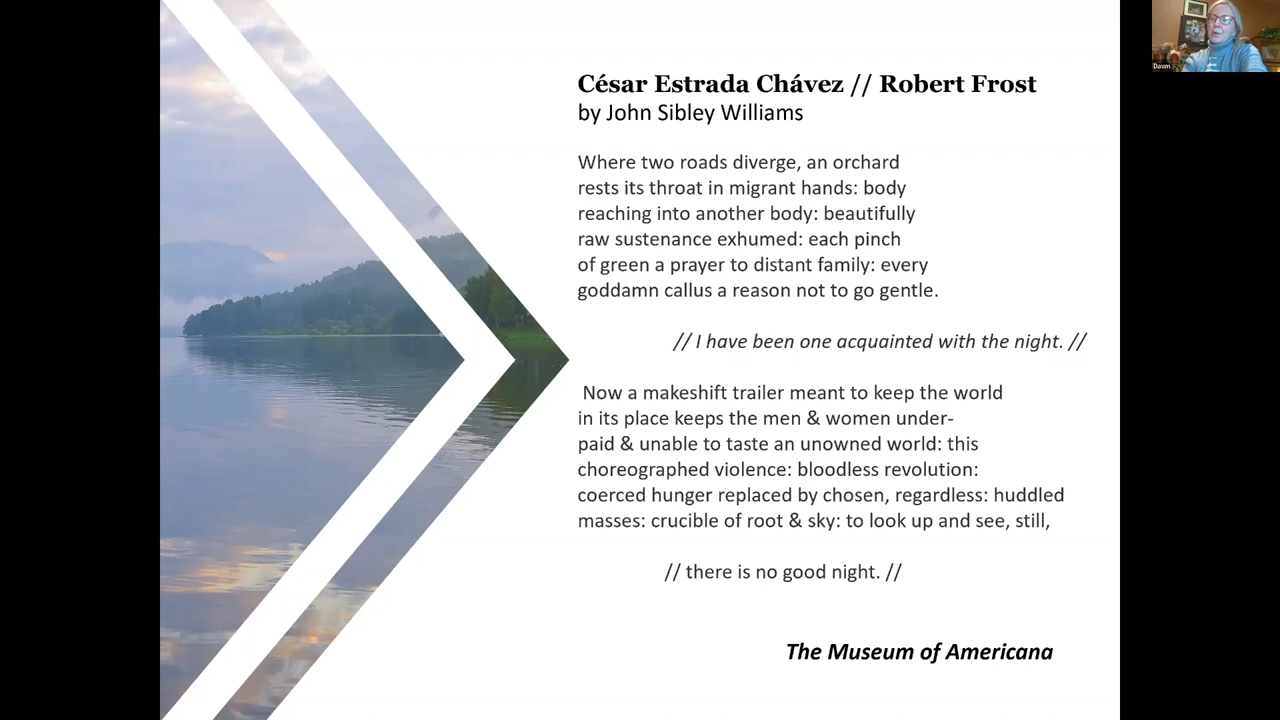 César Estrada Chávez // Robert Frost
by John Sibley Williams
Where two roads diverge, an orchard
rests its throat in migrant hands: body
reaching into another body: beautifully
raw sustenance exhumed: each pinch
of green a prayer to distant family: every
goddamn callus a reason not to go gentle.
// I have been one acquainted with the night. //
Now a makeshift trailer meant to keep the world
in its place keeps the men & women under-
paid & unable to taste an unowned world: this
choreographed violence: bloodless revolution:
coerced hunger replaced by chosen, regardless: huddled
masses: crucible of root & sky: to look up and see, still,
// there is no good night. //
The Museum of Americana
Dawn